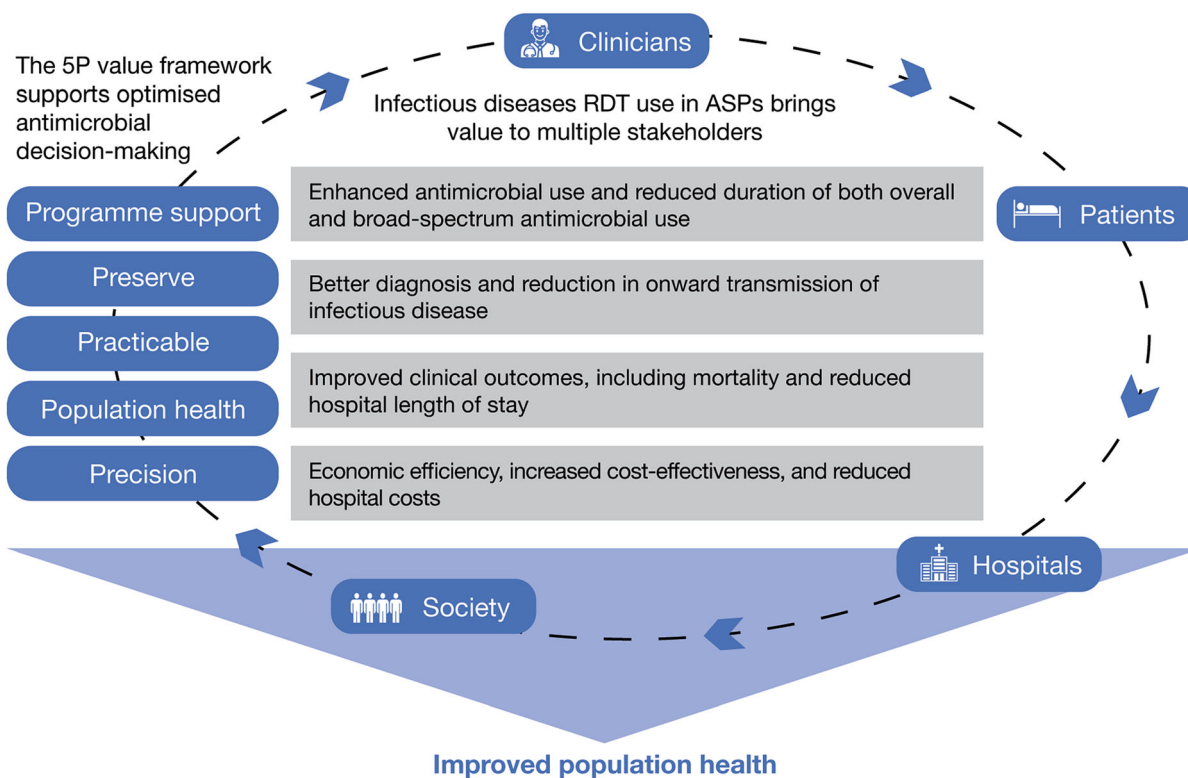 Clinicians
The 5P value framework
supports optimised
antimicrobial
decision-making
Infectious diseases RDT use in ASPs brings
value to multiple stakeholders
Programme support
Preserve
Practicable
Population health
Precision
Enhanced antimicrobial use and reduced duration of both overall
and broad-spectrum antimicrobial use
Better diagnosis and reduction in onward transmission of
infectious disease
Improved clinical outcomes, including mortality and reduced
hospital length of stay
Economic efficiency, increased cost-effectiveness, and reduced
hospital costs
Patients
Hospitals
Society
Improved population health